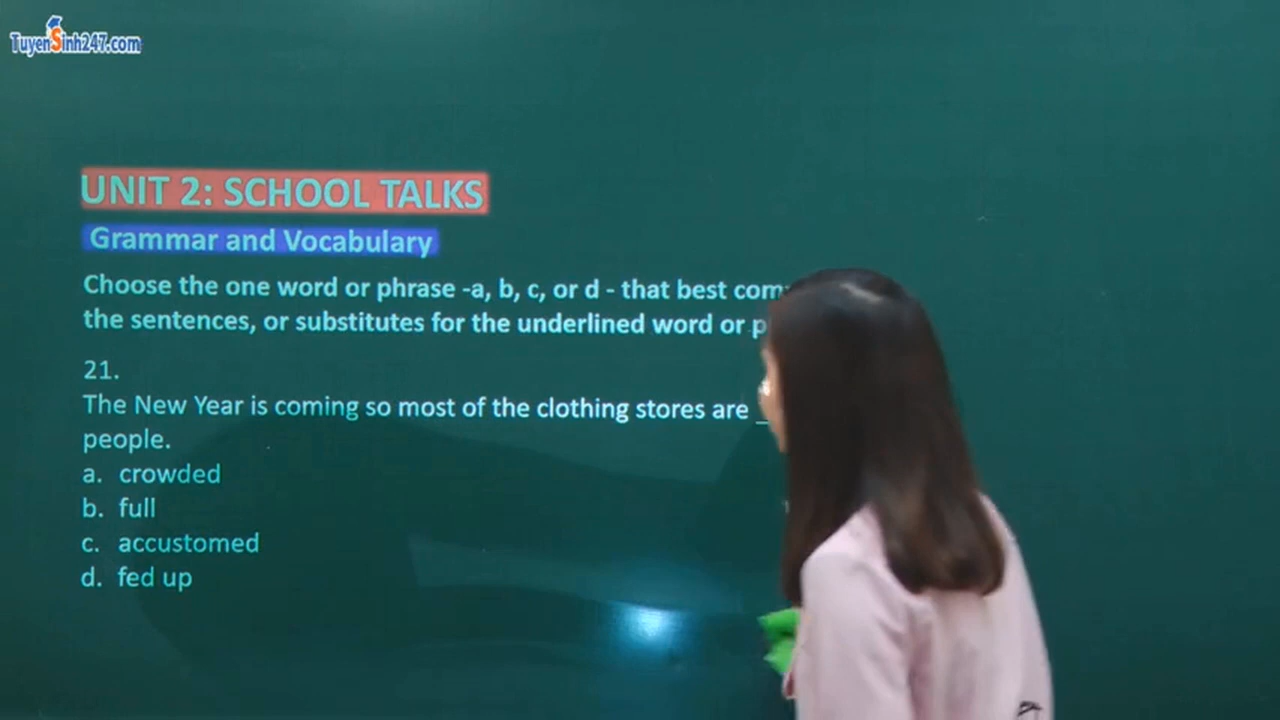 TuyenSinh247.com
UNIT 2: SCHOOL TALKS
Grammar and Vocabulary
Choose the one word or phrase -a, b, c, or d - that best
the sentences, or substitutes for the underlined word or
21.
The New Year is coming so most of the clothing stores are _
people.
a. crowded
b. full
c. accustomed
d. fed up